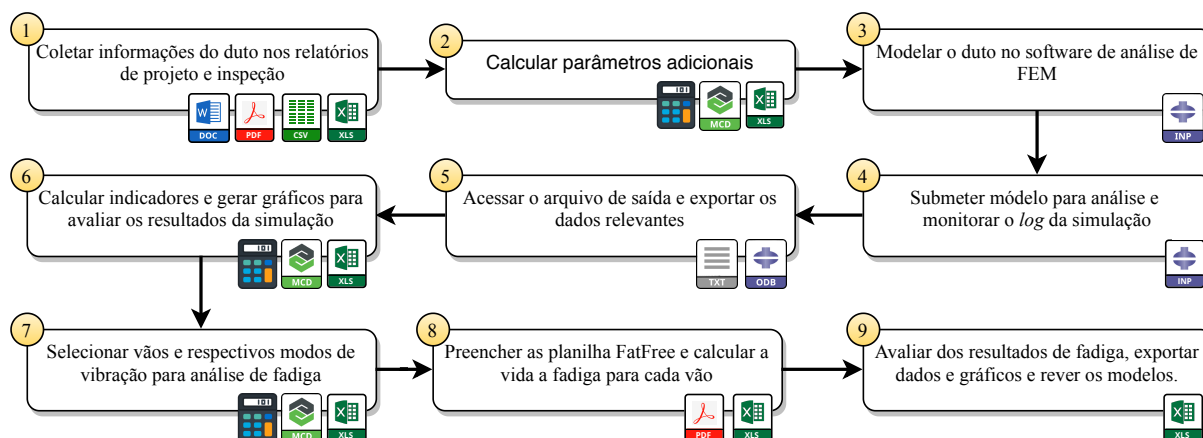 1
Coletar informações do duto nos relatórios
de projeto e inspeção
DOC
PDF
CSV
XLS
2
Calcular parâmetros adicionais
101
MCD
XLS
3
Modelar o duto no software de análise de
FEM
INP
4
Submeter módelo para análise e
monitorar o log da simulação
INP
5
Acessar o arquivo de saída e exportar os
dados relevantes
TXT
ODB
6
Calcular indicadores e gerar gráficos para
avaliar os resultados da simulação
101
MCD
XLS
7
Selecionar vãos e respectivos modos de
vibração para análise de fadiga
101
MCD
XLS
8
Preencher as planilha FatFree e calcular a
vida a fadiga para cada vão
PDF
XLS
9
Avaliar dos resultados de fadiga, exportar
dados e gráficos e rever os modelos.
XLS